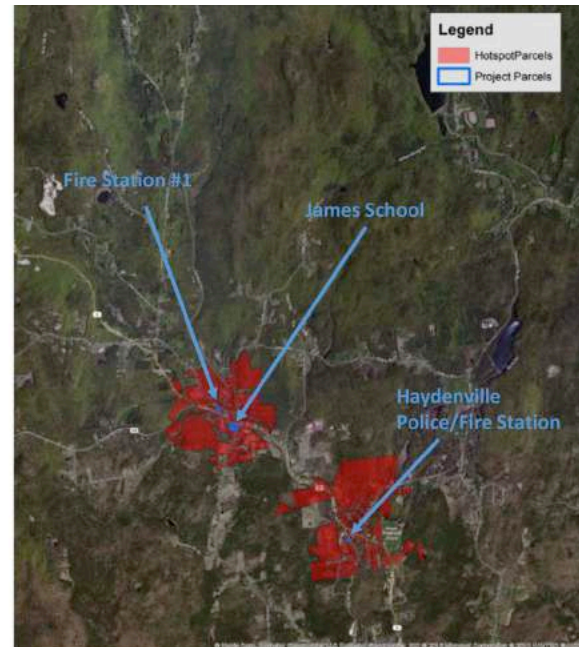 Legend
HotspotParcels
Project Parcels
Fire Station #1
James School
Haydenville
Police/FIre Station